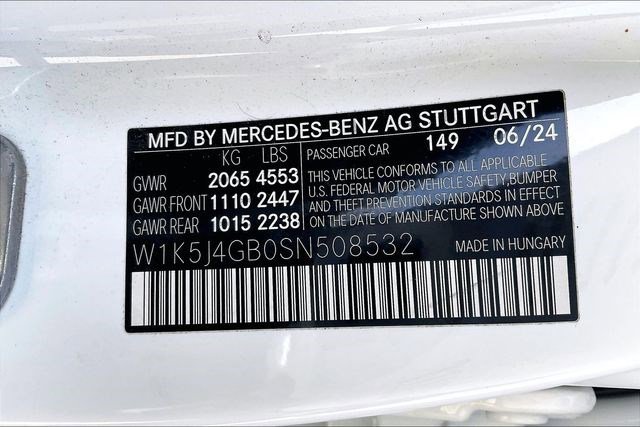 MFD BY MERCEDES-BENZ AG STUTTGART
KG LBS PASSENGER CAR 149 06/24
GVWR 2065 4553
GAWR FRONT 1110 2447
GAWR REAR 1015 2238
THIS VEHICLE CONFORMS TO ALL APPLICABLE
U.S. FEDERAL MOTOR VEHICLE SAFETY, BUMPER
AND THEFT PREVENTION STANDARDS IN EFFECT
ON THE DATE OF MANUFACTURE SHOWN ABOVE.
W1K5J4GB0SN508532 MADE IN HUNGARY